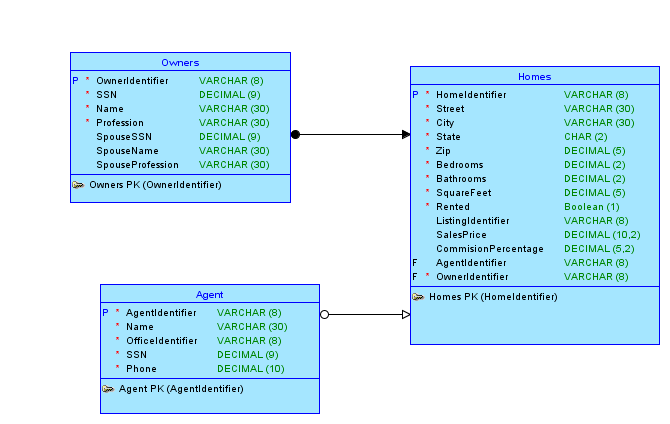 Owners
P * OwnerIdentifier VARCHAR (8)
* SSN DECIMAL (9)
* Name VARCHAR (30)
* Profession VARCHAR (30)
SpouseSSN DECIMAL (9)
SpouseName VARCHAR (30)
SpouseProfession VARCHAR (30)
Owners PK (OwnerIdentifier)
Homes
P * HomeIdentifier VARCHAR (8)
* Street VARCHAR (30)
* City VARCHAR (30)
* State CHAR (2)
* Zip DECIMAL (5)
* Bedrooms DECIMAL (2)
* Bathrooms DECIMAL (2)
* SquareFeet DECIMAL (5)
* Rented Boolean (1)
ListingIdentifier VARCHAR (8)
SalesPrice DECIMAL (10,2)
CommisionPercentage DECIMAL (5,2)
F AgentIdentifier VARCHAR (8)
F * OwnerIdentifier VARCHAR (8)
Homes PK (HomeIdentifier)
Agent
P * AgentIdentifier VARCHAR (8)
* Name VARCHAR (30)
* OfficeIdentifier VARCHAR (8)
* SSN DECIMAL (9)
* Phone DECIMAL (10)
Agent PK (AgentIdentifier)